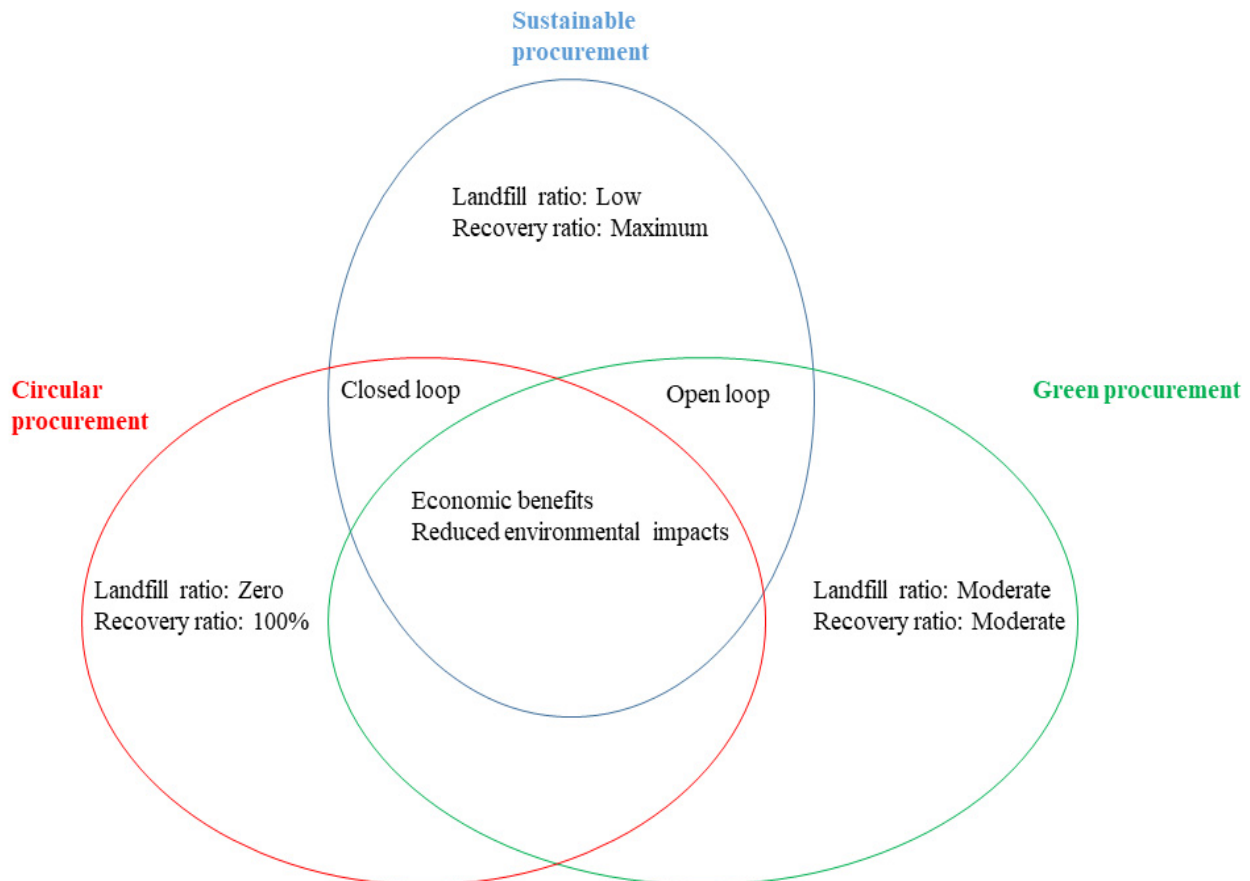 Sustainable
procurement
Landfill ratio: Low
Recovery ratio: Maximum
Circular
procurement
Closed loop
Open loop
Green procurement
Economic benefits
Reduced environmental impacts
Landfill ratio: Zero
Recovery ratio: 100%
Landfill ratio: Moderate
Recovery ratio: Moderate